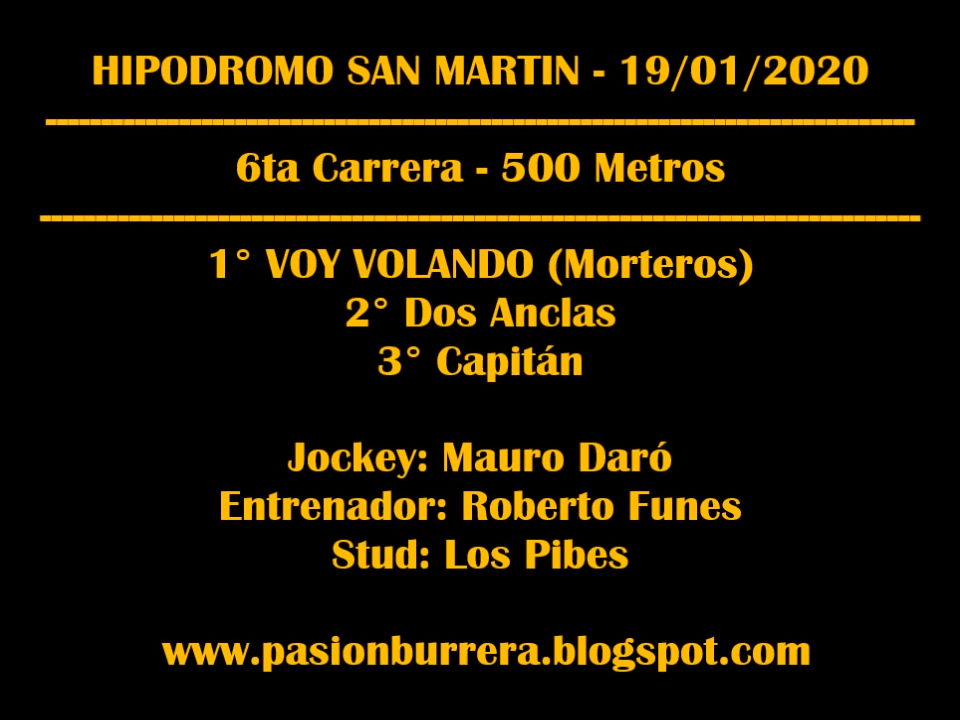 HIPODROMO SAN MARTIN - 19/01/2020
--------------------------------------------------------------------------------
6ta Carrera - 500 Metros
---------------------------------------------------------------------------------
1° VOY VOLANDO (Morteros)
2° Dos Anclas
3° Capitán
Jockey: Mauro Daró
Entrenador: Roberto Funes
Stud: Los Pibes
www.pasionburrera.blogspot.com